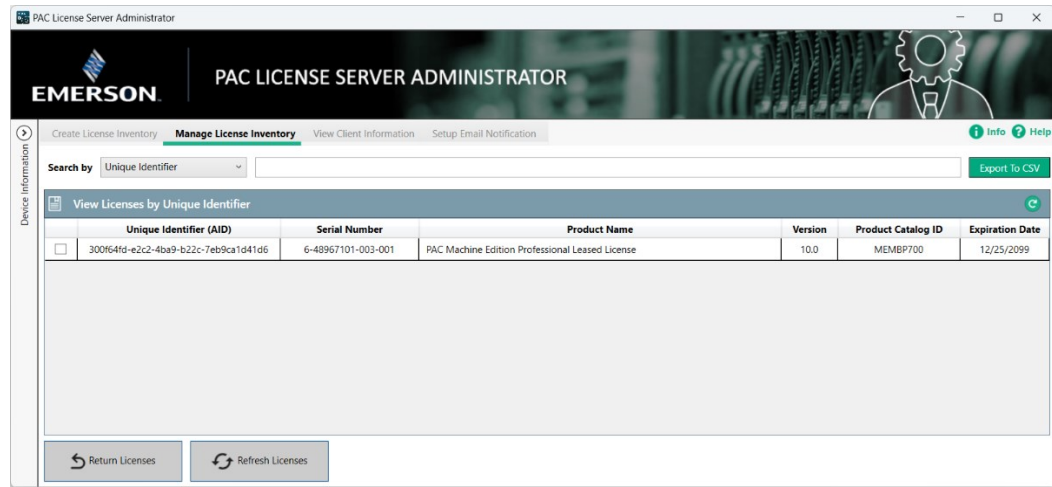 PAC License Server Administrator
EMERSON.
PAC LICENSE SERVER ADMINISTRATOR
Device Information
Create License Inventory Manage License Inventory View Client Information Setup Email Notification Info Help
Search by Unique Identifier Export To CSV
View Licenses by Unique Identifier
Unique Identifier (AID) Serial Number Product Name Version Product Catalog ID Expiration Date
300f64fd-e2c2-4ba9-b22c-7eb9ca1d41d6 6-48967101-003-001 PAC Machine Edition Professional Leased License 10.0 MEMBP700 12/25/2099
Return Licenses Refresh Licenses